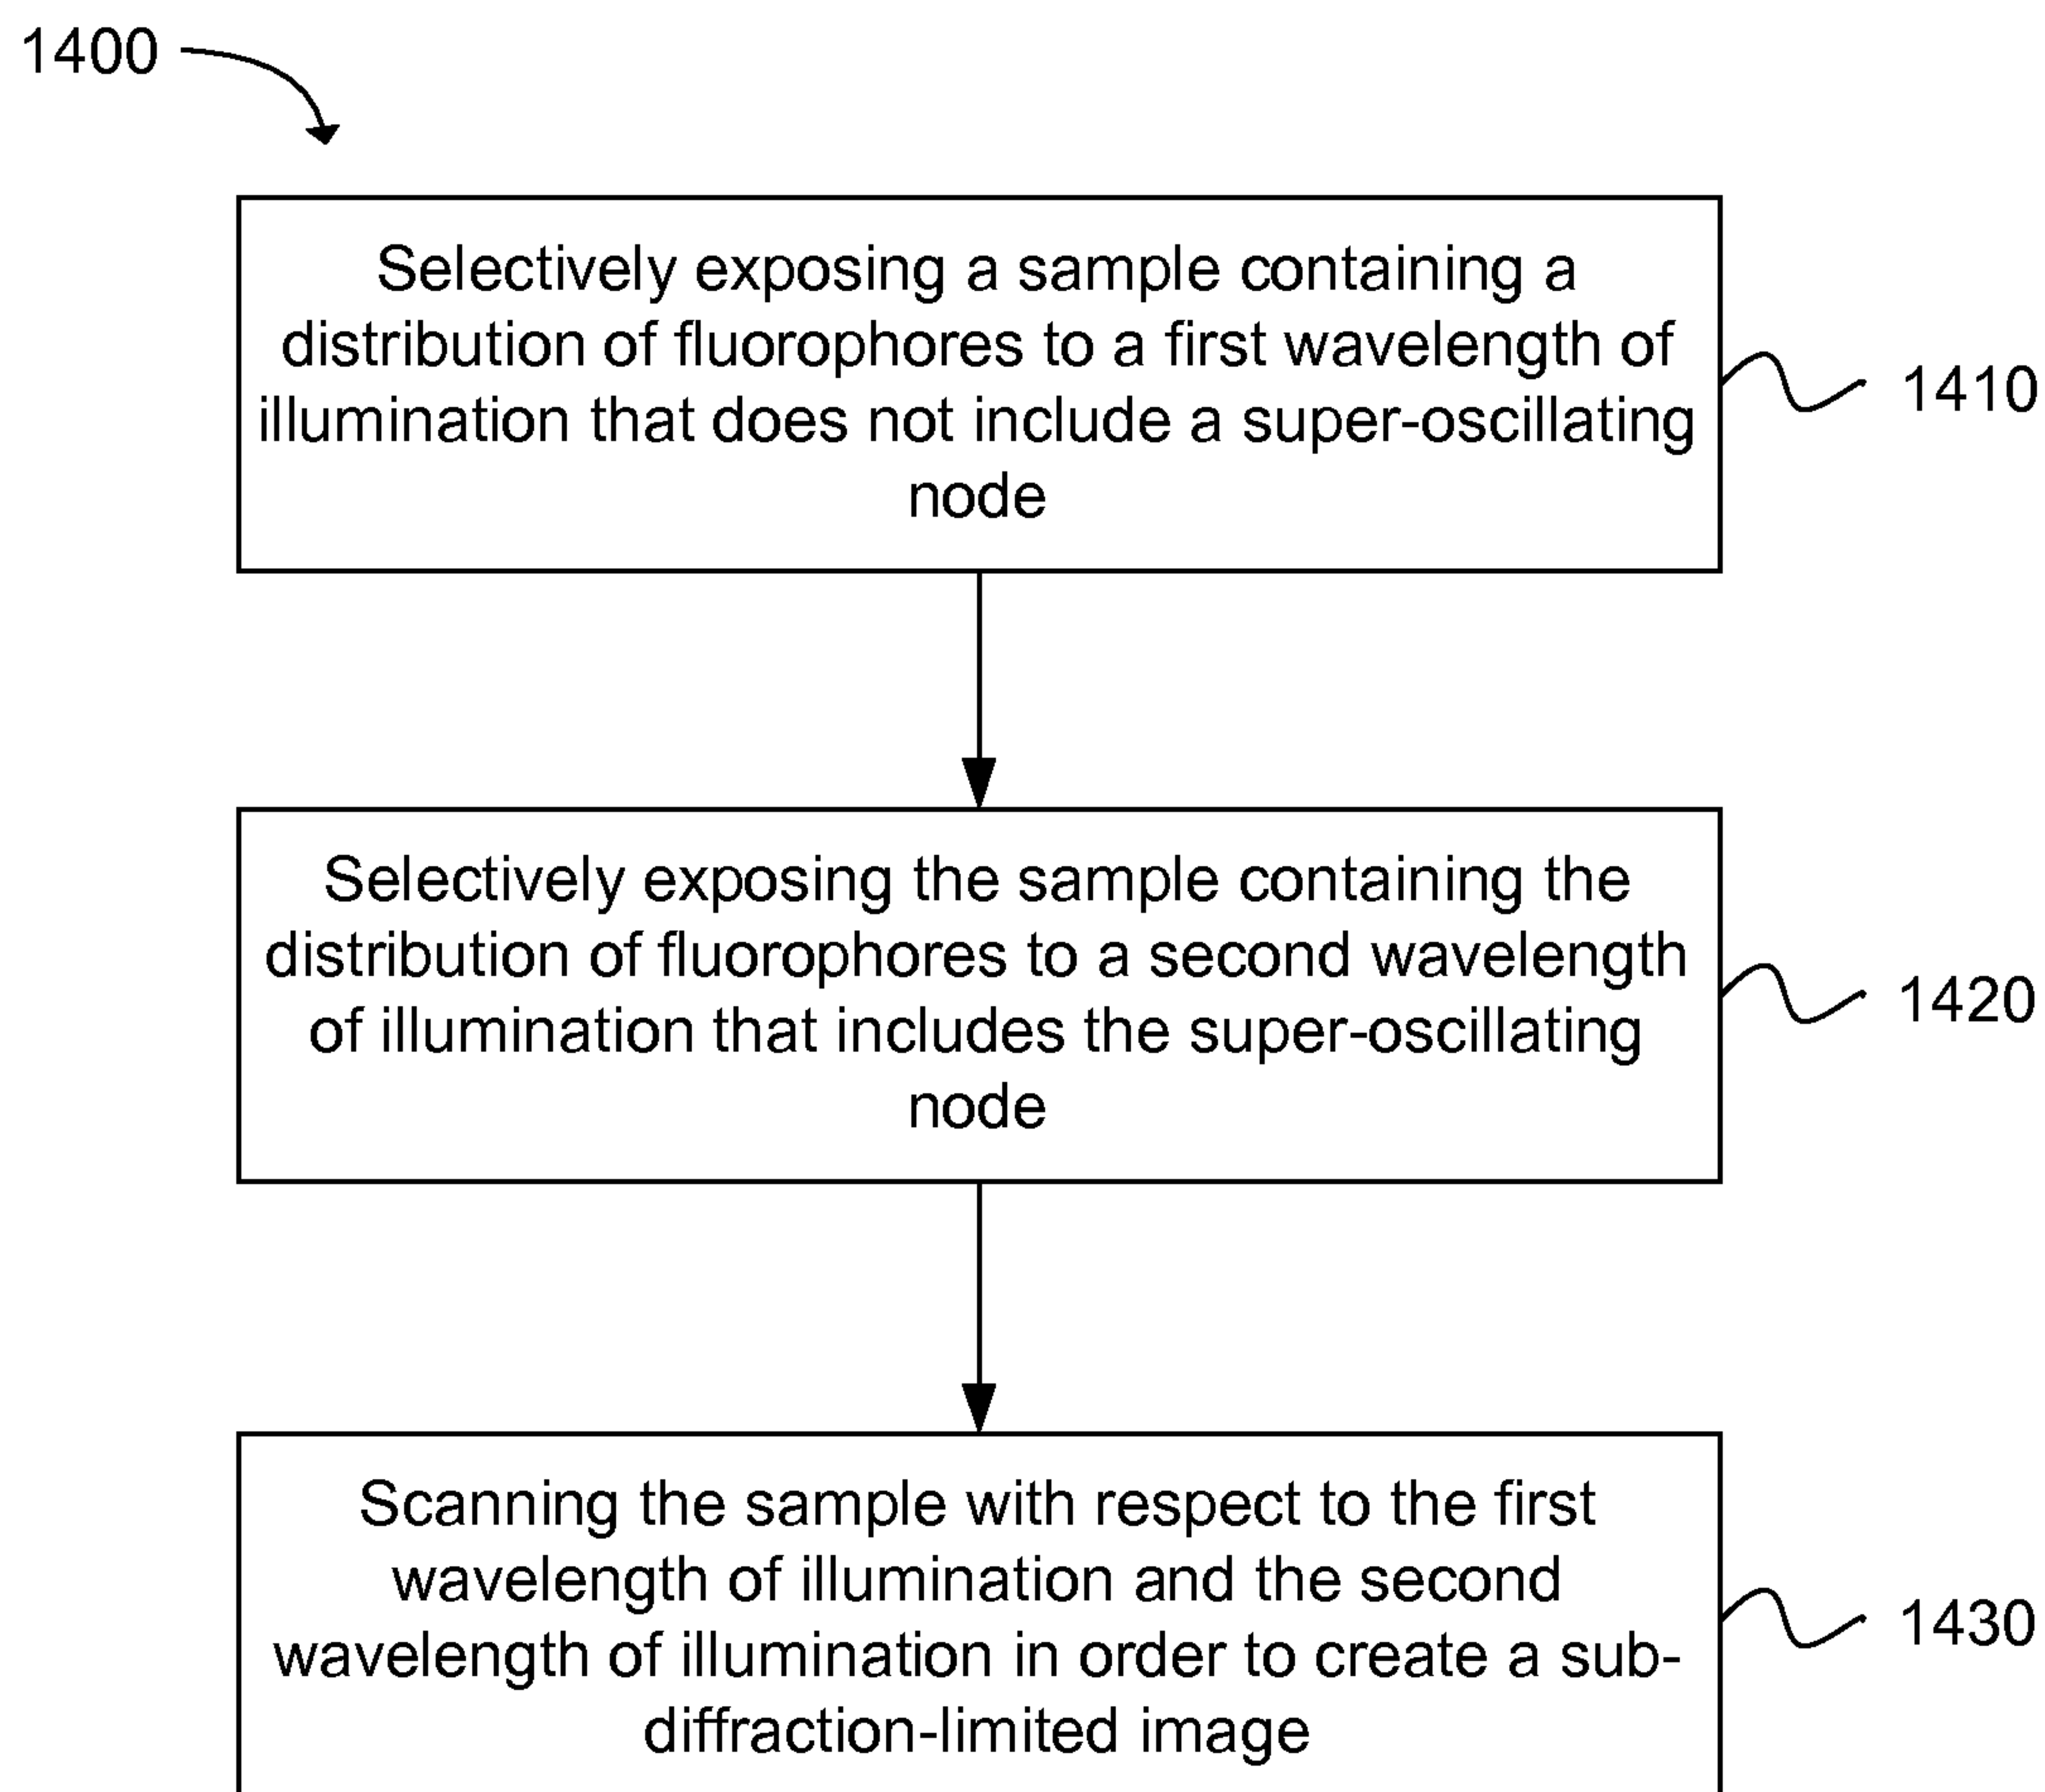 1400
Selectively exposing a sample containing a
distribution of fluorophores to a first wavelength of
illumination that does not include a super-oscillating
node
1410
Selectively exposing the sample containing the
distribution of fluorophores to a second wavelength
of illumination that includes the super-oscillating
node
1420
Scanning the sample with respect to the first
wavelength of illumination and the second
wavelength of illumination in order to create a sub-
diffraction-limited image
1430